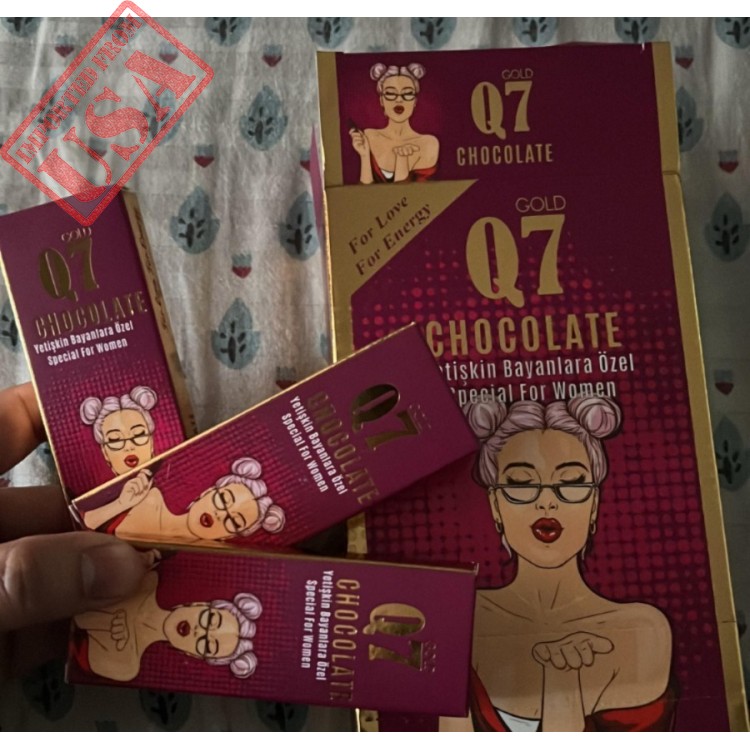 IMPORTED FROM
USA
GOLD
Q7
CHOCOLATE
For Love
For Energy
GOLD
Q7
CHOCOLATE
Bayanlara Özel
Special For Women
GOLD
Q7
CHOCOLATE
Yetişkin Bayanlara Özel
Special For Women
GOLD
Q7
CHOCOLATE
Yetişkin Bayanlara Özel
Special For Women
GOLD
Q7
CHOCOLATE
Yetişkin Bayanlara Özel
Special For Women